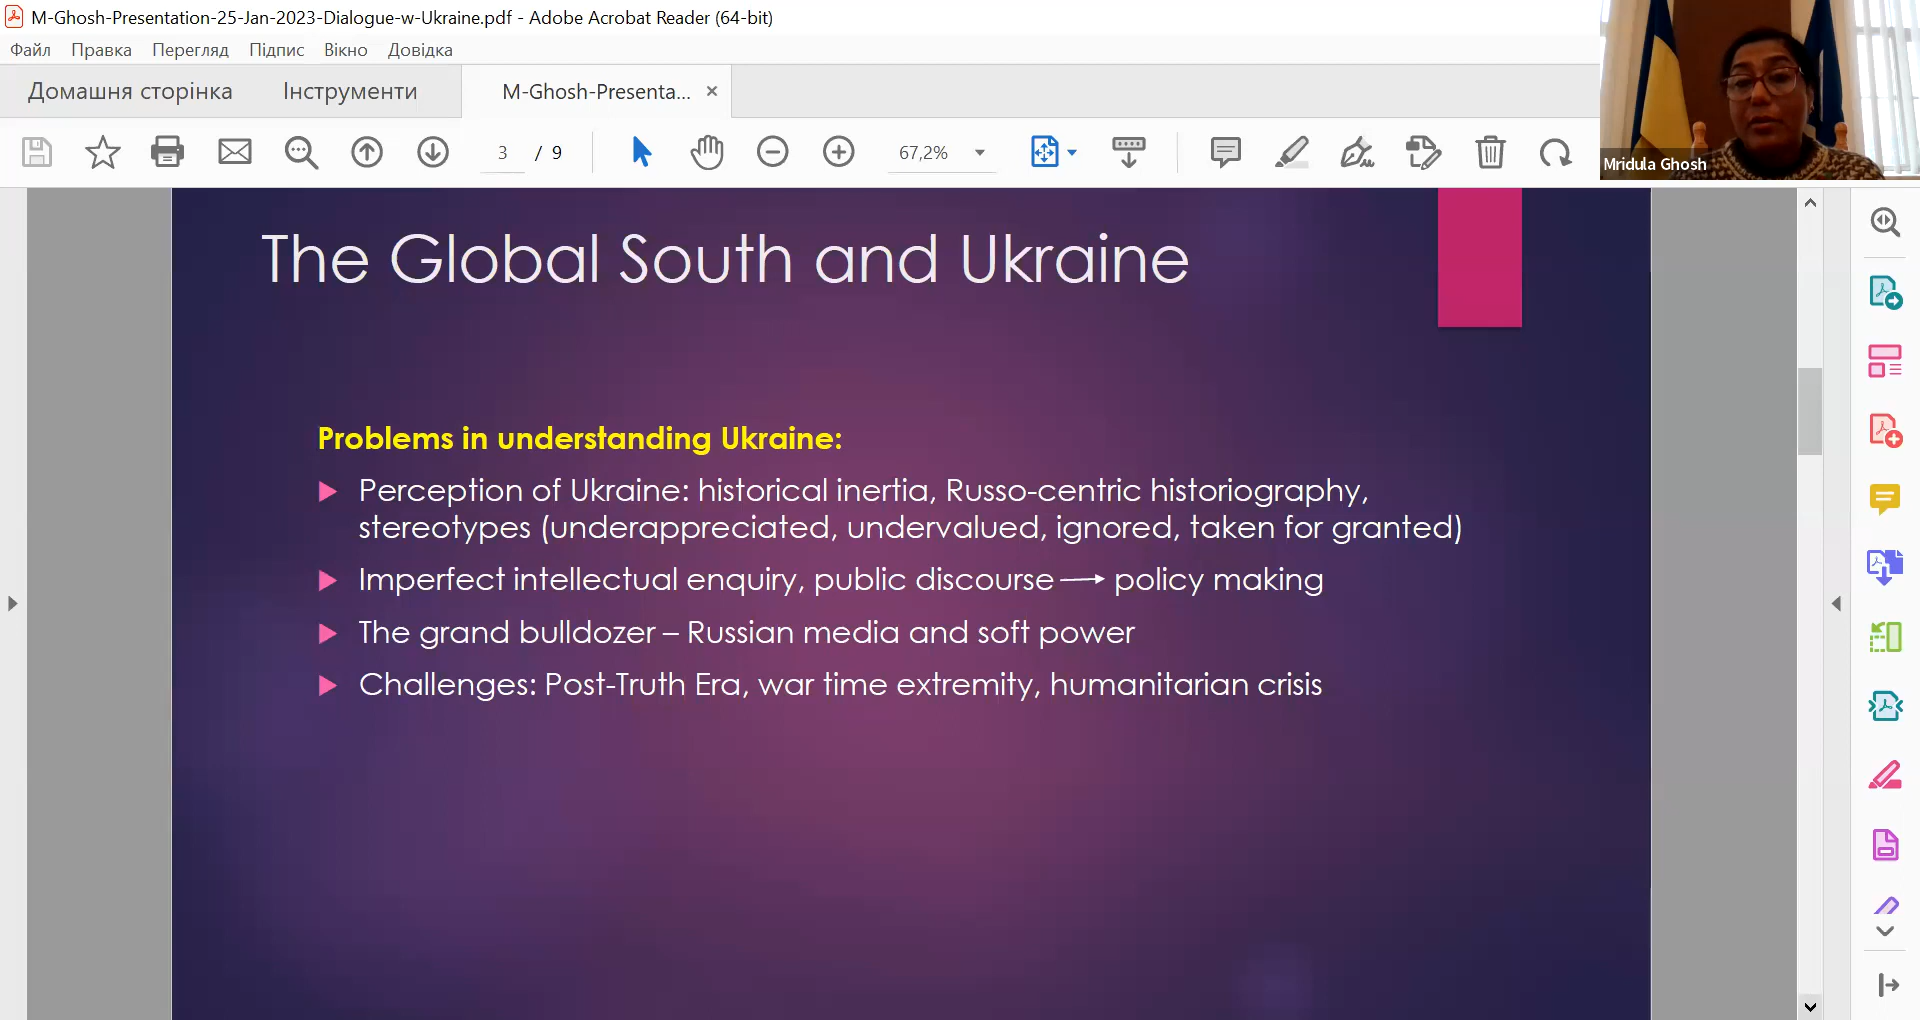 M-Ghosh-Presentation-25-Jan-2023-Dialogue-w-Ukraine.pdf - Adobe Acrobat Reader (64-bit)
Файл Правка Перегляд Підпис Вікно Довідка
Домашня сторінка Інструменти M-Ghosh-Presenta...
3 / 9 67,2%
Mridula Ghosh
The Global South and Ukraine
Problems in understanding Ukraine:
Perception of Ukraine: historical inertia, Russo-centric historiography,
stereotypes (underappreciated, undervalued, ignored, taken for granted)
Imperfect intellectual enquiry, public discourse → policy making
The grand bulldozer – Russian media and soft power
Challenges: Post-Truth Era, war time extremity, humanitarian crisis